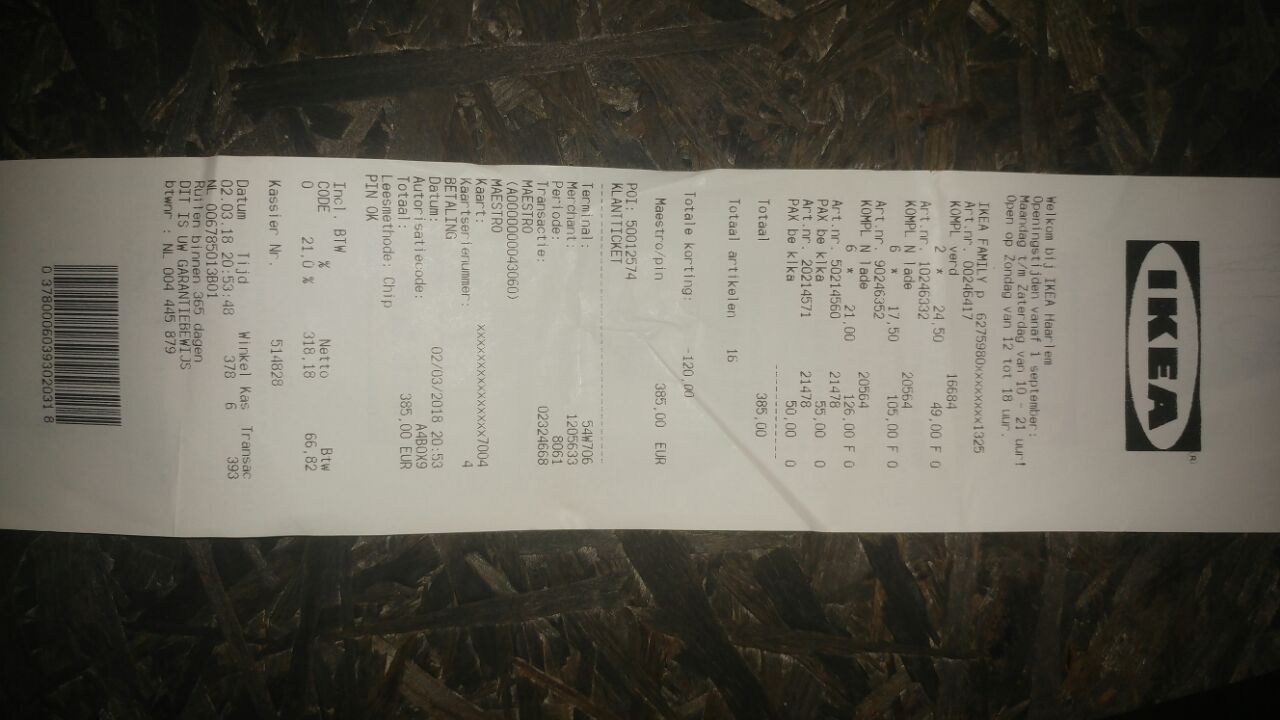 IKEA
R
Welkom bij IKEA Haarlem
Openingstijden vanaf 1 september:
Maandag t/m Zaterdag van 10 - 21 uur!
Open op Zondag van 12 tot 18 uur.
IKEA FAMILY p 6275980xxxxxxxx1325
Art.nr. 00246417 16684
KOMPL verd
2 * 24,50 49,00 F 0
Art.nr. 10246332 20564
KOMPL N lade
6 * 17,50 105,00 F 0
Art.nr. 90246352 20564
KOMPL N lade
6 * 21,00 126,00 F 0
Art.nr. 50214560 21478
PAX be klka 55,00 0
Art.nr. 20214571 21478
PAX be klka 50,00 0
Totaal 385,00
Totaal artikelen 16
Totale korting: -120,00
Maestro/pin 385,00 EUR
POI: 50012574
KLANTTICKET
Terminal: 54W706
Merchant: 1205633
Periode: 8061
Transactie: 02324668
MAESTRO
(A0000000043060)
MAESTRO
Kaart: xxxxxxxxxxxxxxx7004
Kaartserienummer: 4
BETALING
Datum: 02/03/2018 20:53
Autorisatiecode: A4B0X9
Totaal: 385,00 EUR
Leesmethode: Chip
PIN OK
Incl. BTW
CODE % Netto Btw
0 21,0 % 318,18 66,82
Kassier Nr. 514828
Datum Tijd Winkel Kas Transac
02.03.18 20:53:48 378 6 393
NL 006785013B01
Ruilen binnen 365 dagen
DIT IS UW GARANTIEBEWIJS
btwnr : NL 004 445 879
0 37800060393020318